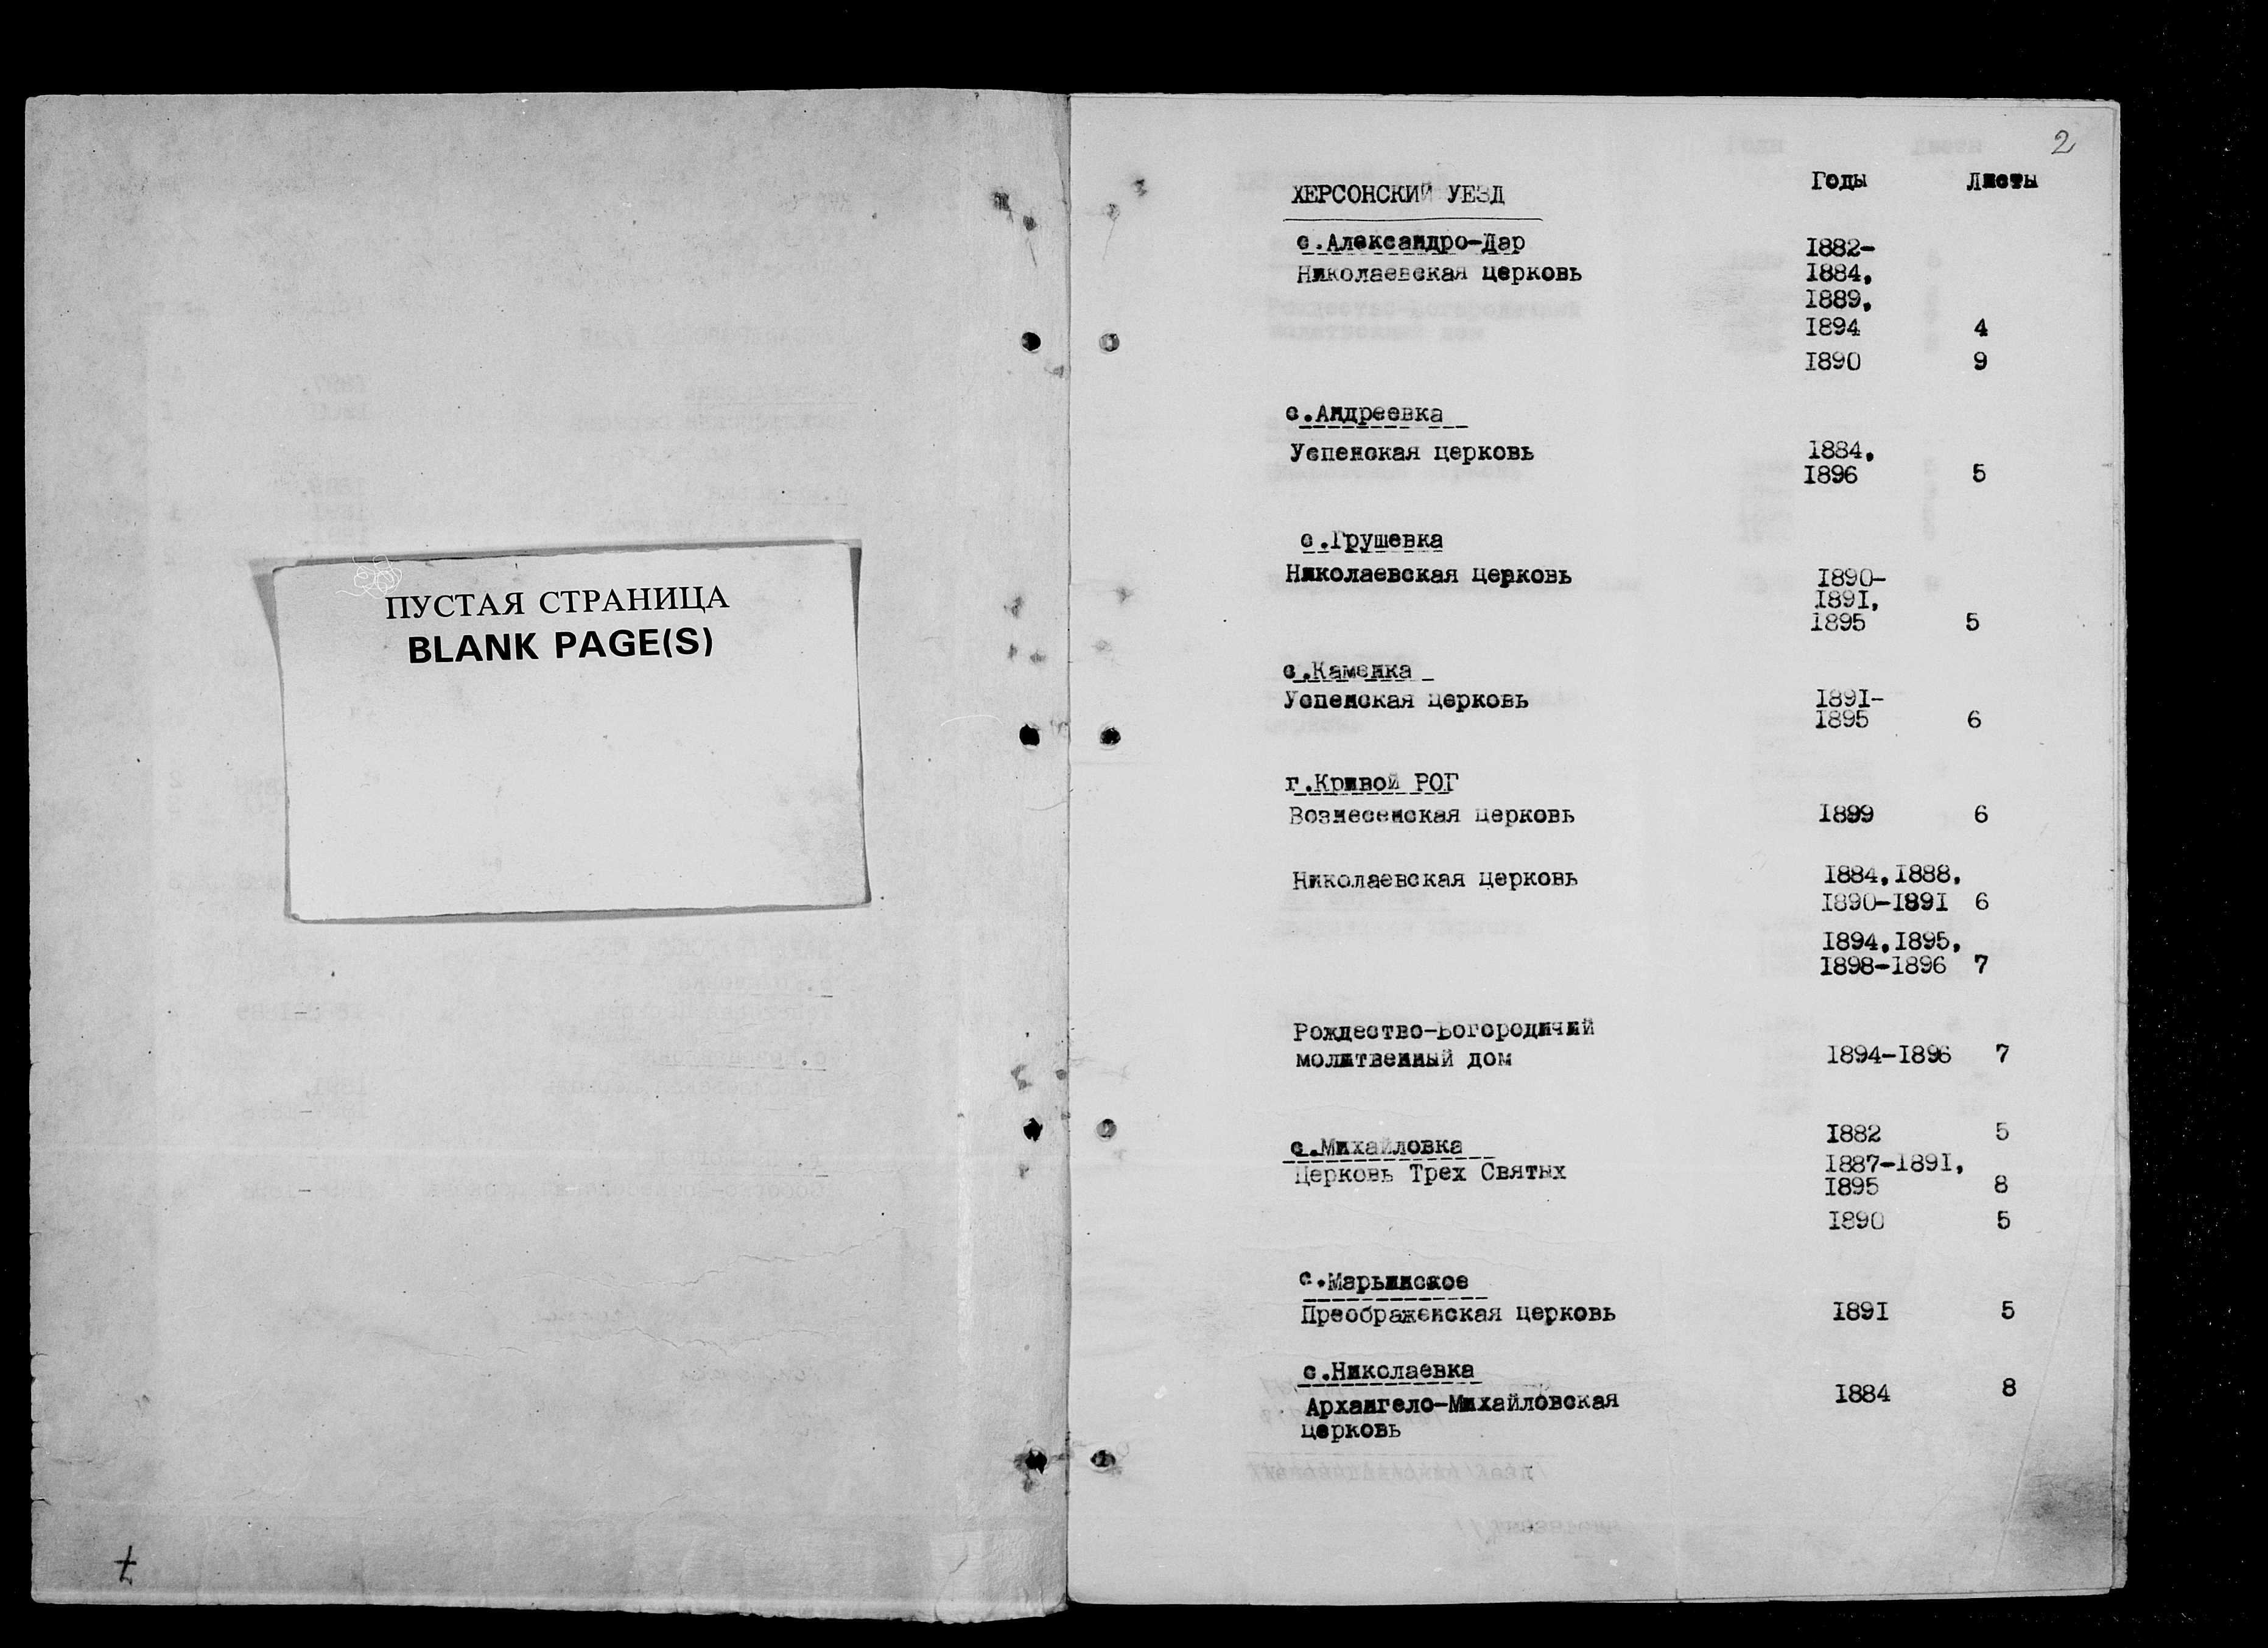 ПУСТАЯ СТРАНИЦА
BLANK PAGE(S)
2
ХЕРСОНСКИЙ УЕЗД Годы Листы
с.Александро-Дар 1882-
Николаевская церковь 1884,
1889,
1894 4
1890 9
с.Андреевка
Успенская церковь 1884,
1896 5
с.Грушевка
Николаевская церковь 1890-
1891,
1895 5
с.Каменка
Успенская церковь 1891-
1895 6
г.Кривой РОГ
Вознесенская церковь 1899 6
Николаевская церковь 1884,1888,
1890-1891 6
1894,1895,
1898-1896 7
Рождество-Богородичный
молитвенный дом 1894-1896 7
1882 5
с.Михайловка 1887-1891,
Церковь Трех Святых 1895 8
1890 5
с.Марьинское
Преображенская церковь 1891 5
с.Николаевка
Архангело-Михайловская 1884 8
церковь